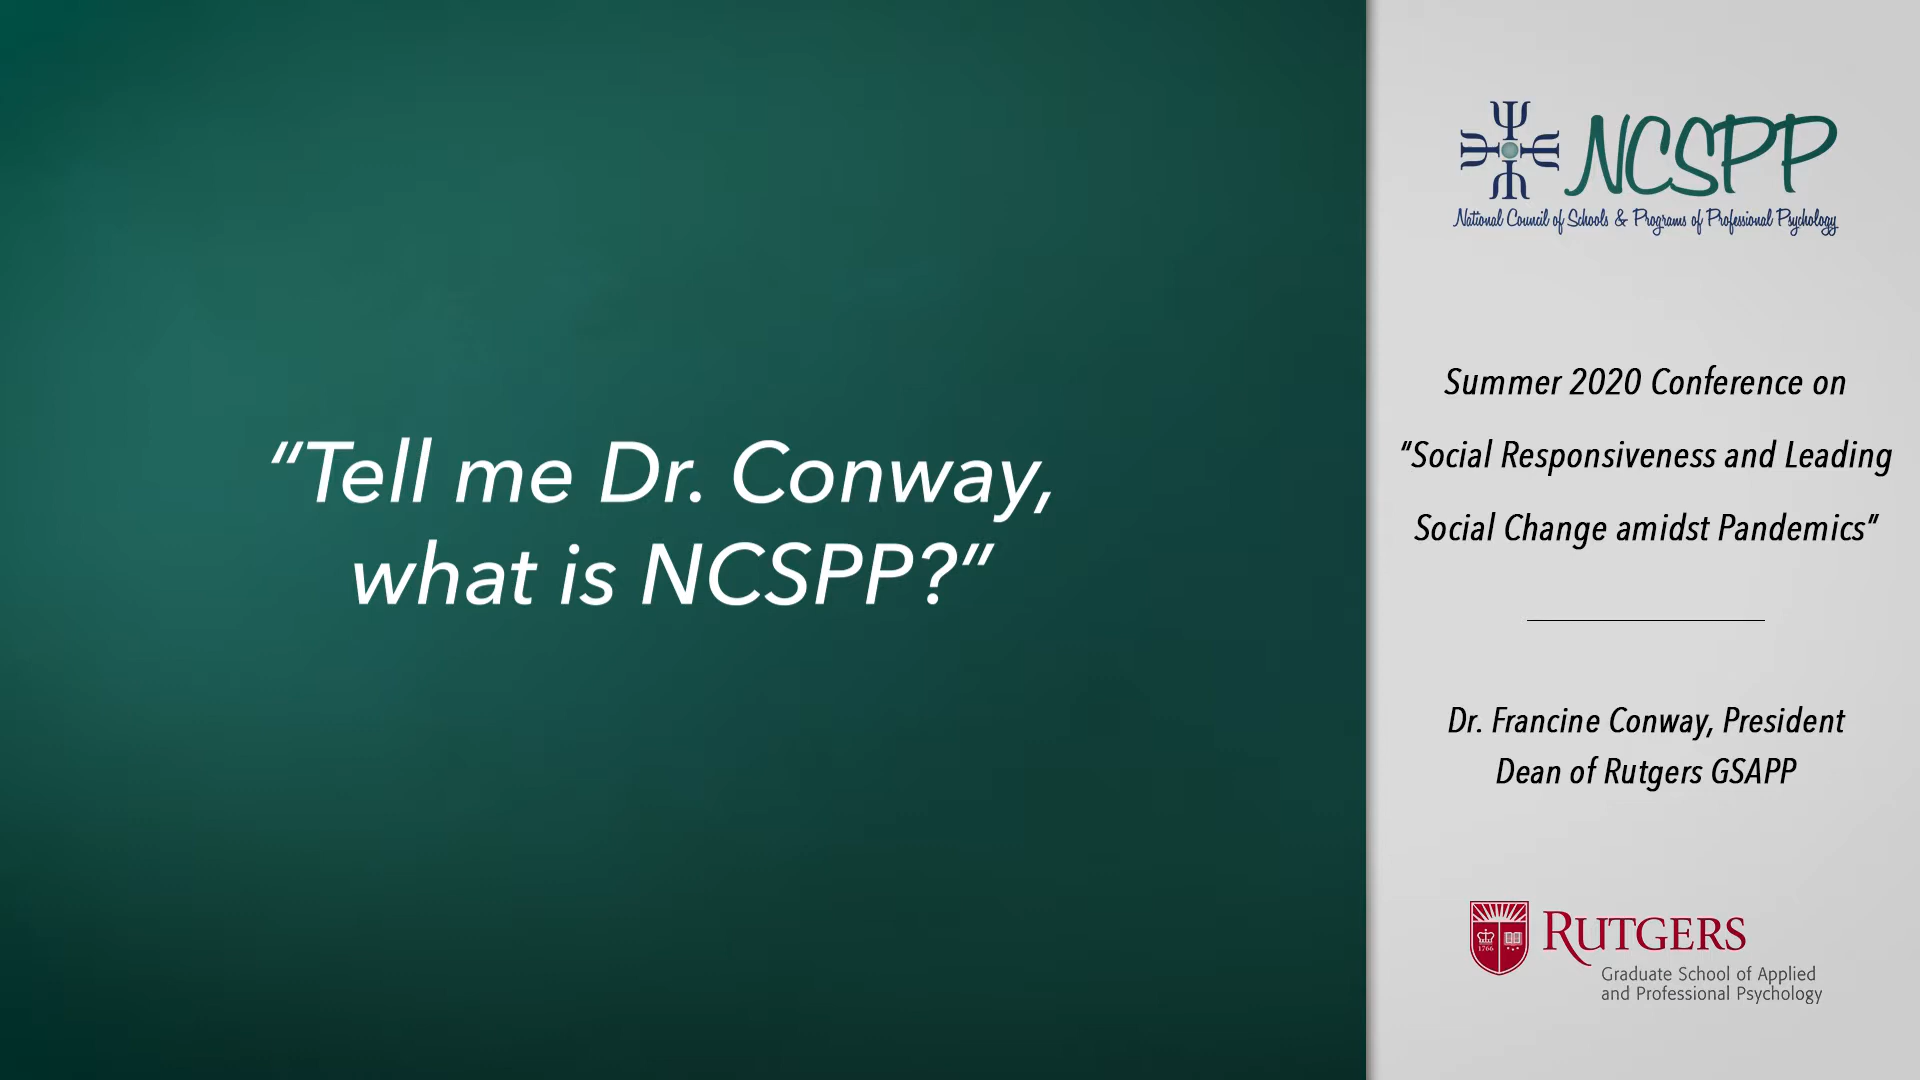 “Tell me Dr. Conway,
what is NCSPP?”
NCSPP
National Council of Schools & Programs of Professional Psychology
Summer 2020 Conference on
“Social Responsiveness and Leading
Social Change amidst Pandemics”
Dr. Francine Conway, President
Dean of Rutgers GSAPP
1766
RUTGERS
Graduate School of Applied
and Professional Psychology